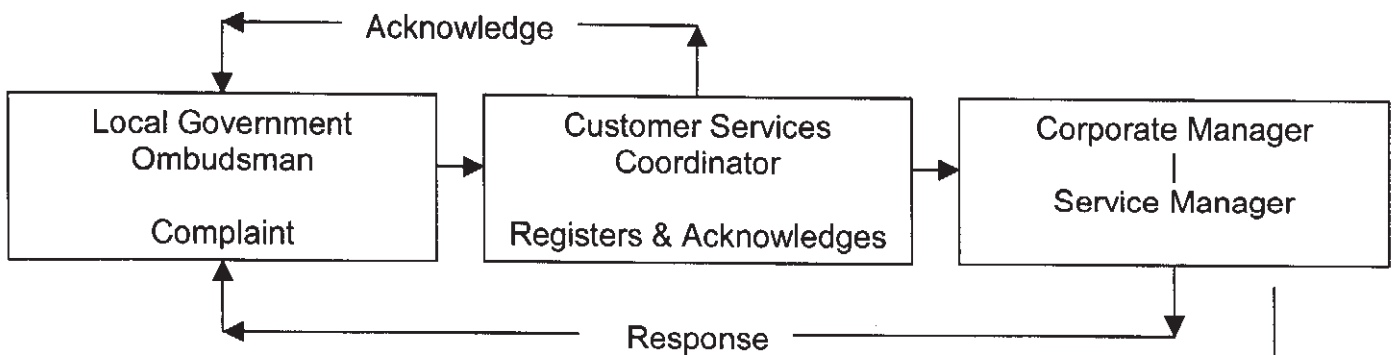 Acknowledge
Local Government
Ombudsman
Complaint
Customer Services
Coordinator
Registers & Acknowledges
Corporate Manager
Service Manager
Response